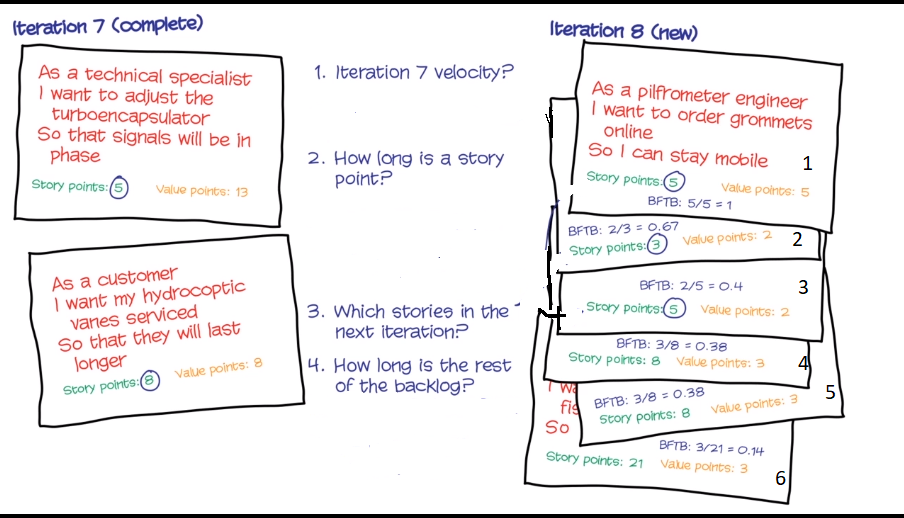 Iteration 7 (complete)
As a technical specialist
I want to adjust the
turboencapsulator
So that signals will be in
phase
Story points: 5 Value points: 13
As a customer
I want my hydrocoptic
vanes serviced
So that they will last
longer
Story points: 8 Value points: 8
1. Iteration 7 velocity?
2. How long is a story
point?
3. Which stories in the
next iteration?
4. How long is the rest
of the backlog?
Iteration 8 (new)
As a pilfrometer engineer
I want to order grommets
online
So I can stay mobile 1
Story points: 5 Value points: 5
BFTB: 5/5 = 1
BFTB: 2/3 = 0.67
Story points: 3 Value points: 2 2
BFTB: 2/5 = 0.4 3
Story points: 5 Value points: 2
BFTB: 3/8 = 0.38
Story points: 8 Value points: 3 4
BFTB: 3/8 = 0.38 5
Story points: 8 Value points: 3
I wa
fis
So
BFTB: 3/21 = 0.14
Story points: 21 Value points: 3
6